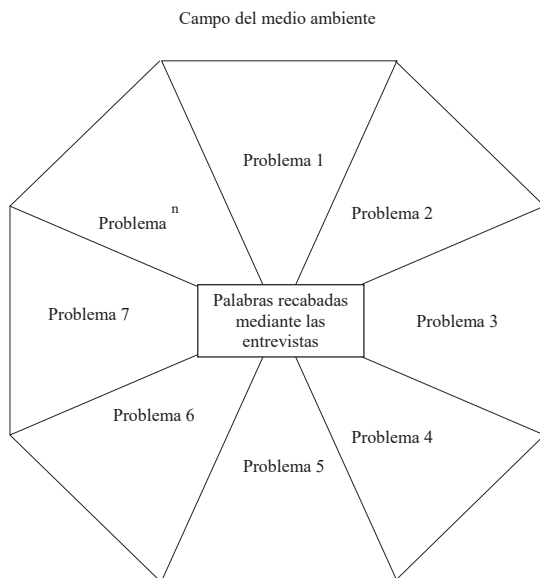 Campo del medio ambiente
Problema 1
Problema 2
Problema n
Palabras recabadas
mediante las
entrevistas
Problema 7
Problema 3
Problema 6
Problema 4
Problema 5